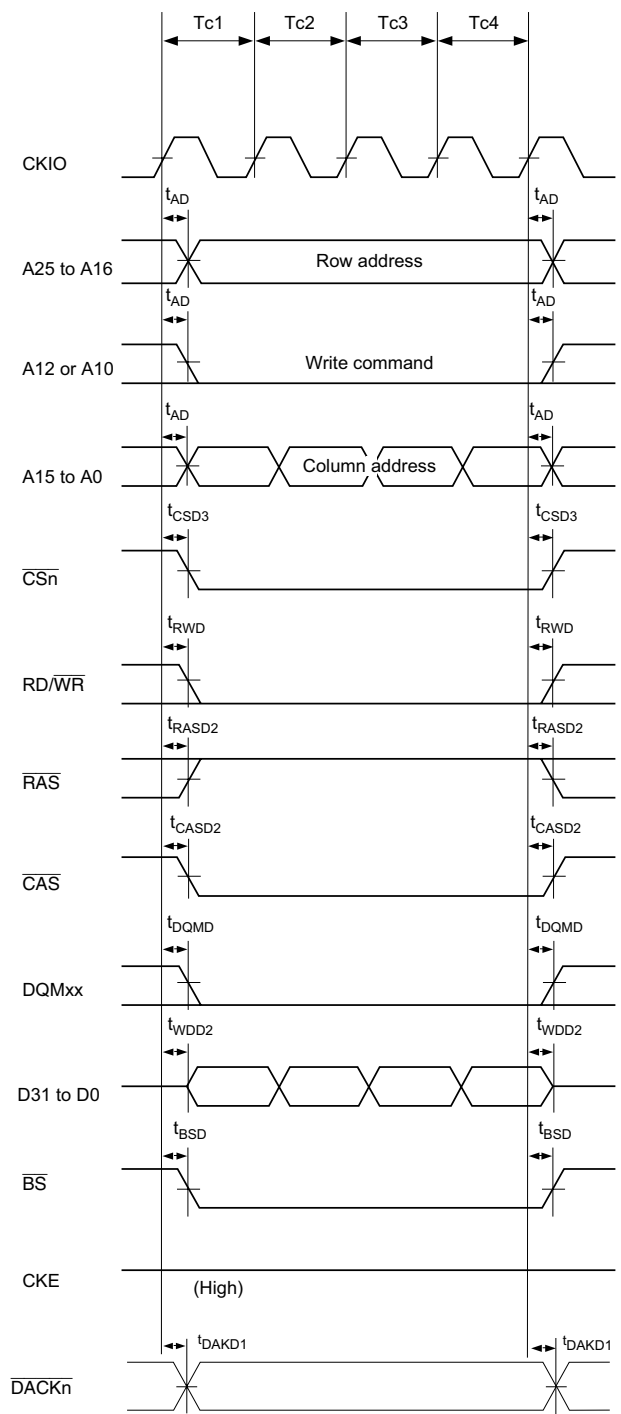 Tc1 Tc2 Tc3 Tc4
CKIO
tAD tAD
A25 to A16 Row address
tAD tAD
A12 or A10 Write command
tAD tAD
A15 to A0 Column address
tCSD3 tCSD3
CSn
tRWD tRWD
RD/WR
tRASD2 tRASD2
RAS
tCASD2 tCASD2
CAS
tDQMD tDQMD
DQMxx
tWDD2 tWDD2
D31 to D0
tBSD tBSD
BS
CKE (High)
tDAKD1 tDAKD1
DACKn